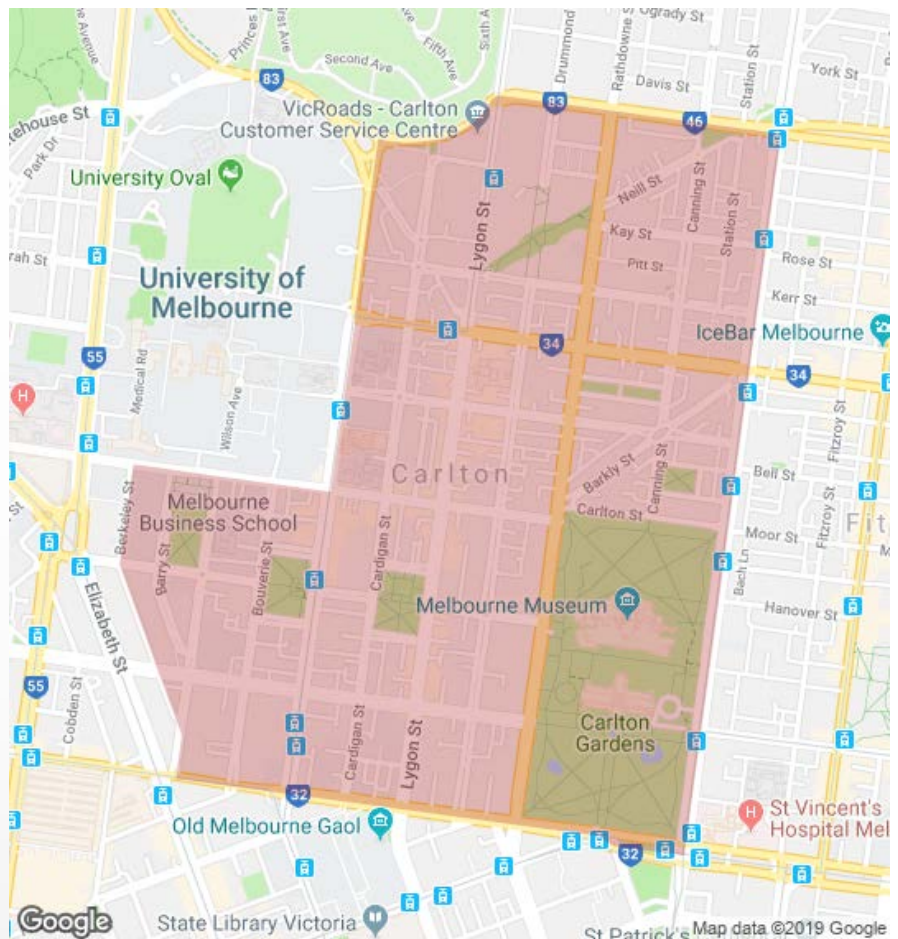 Ogrady St
Princes
First Ave
Sixth Ave
Fifth Ave
Drummond
Rathdowne St
Second Ave
83
83
Davis St
Station St
York St
46
VicRoads - Carlton
Customer Service Centre
Park Dr
University Oval
Neill St
Canning St
Station St
Lygon St
Kay St
Pitt St
Rose St
Kerr St
University of
Melbourne
IceBar Melbourne
55
34
34
H
Medical Rd
Wilson Ave
Fitzroy St
Carlton
Barkly St
Canning St
Bell St
Carlton St
Berkeley St
Melbourne
Business School
Barry St
Bouverie St
Cardigan St
Moor St
Fitzroy St
Bach Ln
Elizabeth St
Melbourne Museum
Hanover St
55
Cobden St
Cardigan St
Lygon St
Carlton
Gardens
32
Old Melbourne Gaol
H
St Vincent's
Hospital Mel
32
Google
State Library Victoria
St Patrick's
Map data ©2019 Google